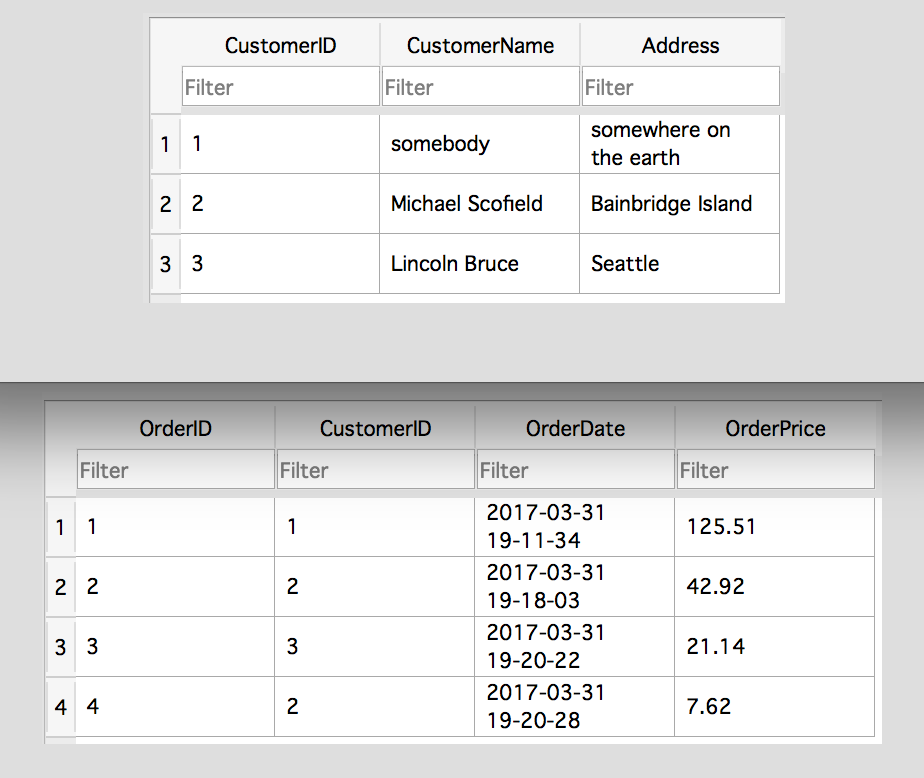 CustomerID CustomerName Address
Filter Filter Filter
1 1 somebody somewhere on
the earth
2 2 Michael Scofield Bainbridge Island
3 3 Lincoln Bruce Seattle
OrderID CustomerID OrderDate OrderPrice
Filter Filter Filter Filter
1 1 1 2017-03-31 125.51
19-11-34
2 2 2 2017-03-31 42.92
19-18-03
3 3 3 2017-03-31 21.14
19-20-22
4 4 2 2017-03-31 7.62
19-20-28